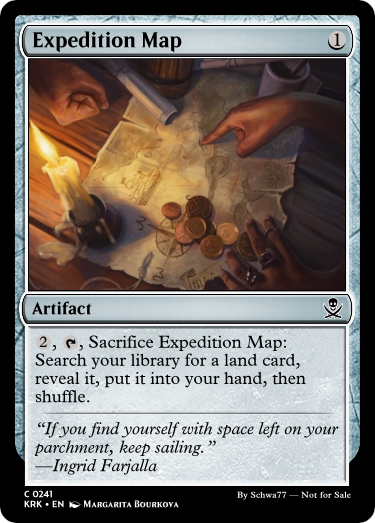 Expedition Map 1
Artifact
2, , Sacrifice Expedition Map:
Search your library for a land card,
reveal it, put it into your hand, then
shuffle.
“If you find yourself with space left on your
parchment, keep sailing.”
—Ingrid Farjalla
C 0241
KRK • EN Margarita Bourkova
By Schwa77 — Not for Sale